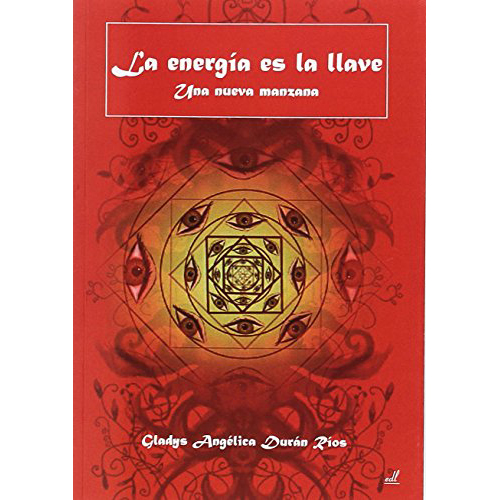 La energía es la llave
Una nueva manzana
Gladys Angélica Durán Ríos
edl